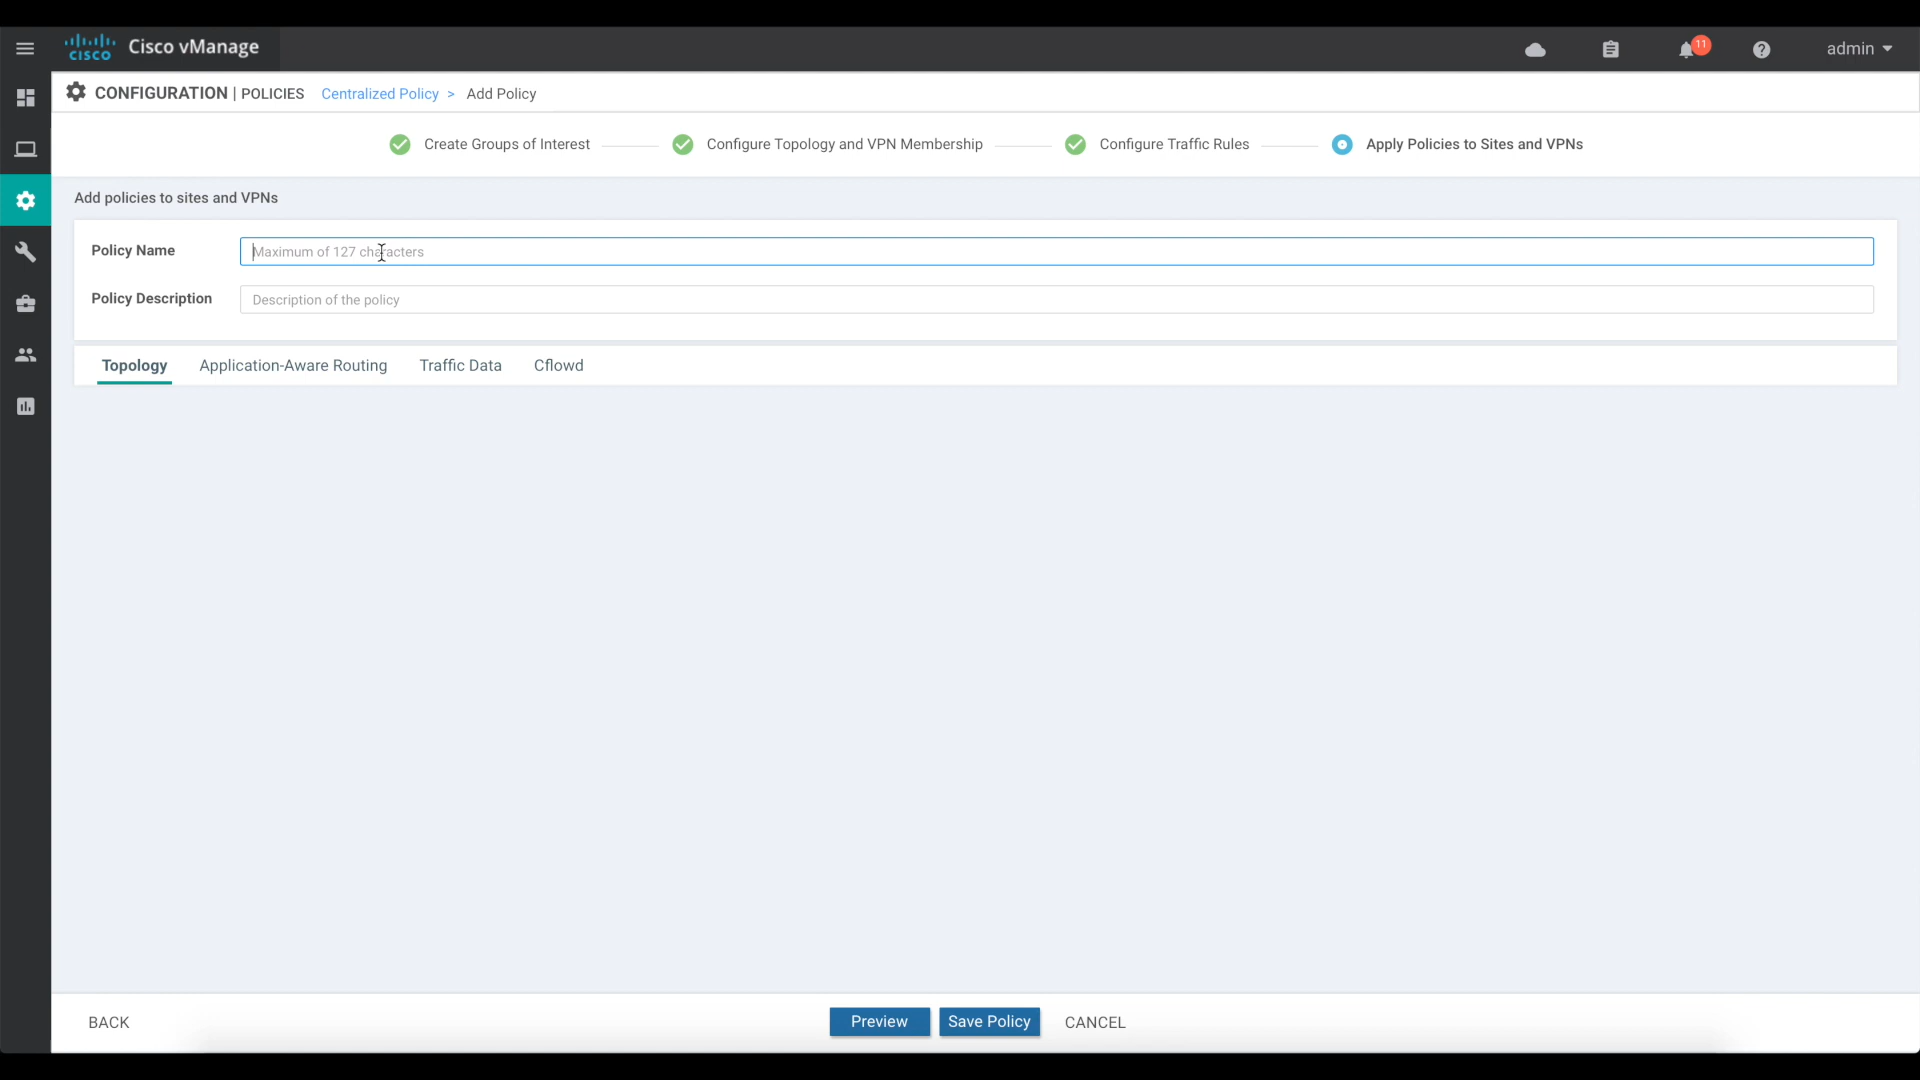 cisco Cisco vManage 11 admin
CONFIGURATION | POLICIES Centralized Policy > Add Policy
Create Groups of Interest Configure Topology and VPN Membership Configure Traffic Rules Apply Policies to Sites and VPNs
Add policies to sites and VPNs
Policy Name Maximum of 127 characters
Policy Description Description of the policy
Topology Application-Aware Routing Traffic Data Cflowd
BACK Preview Save Policy CANCEL